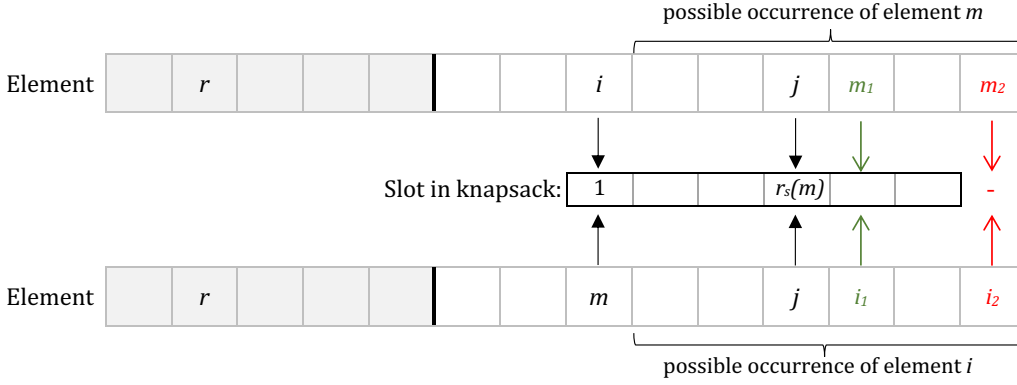 possible occurrence of element m
Element r i j m₁ m₂
Slot in knapsack: 1 rₛ(m) -
Element r m j i₁ i₂
possible occurrence of element i